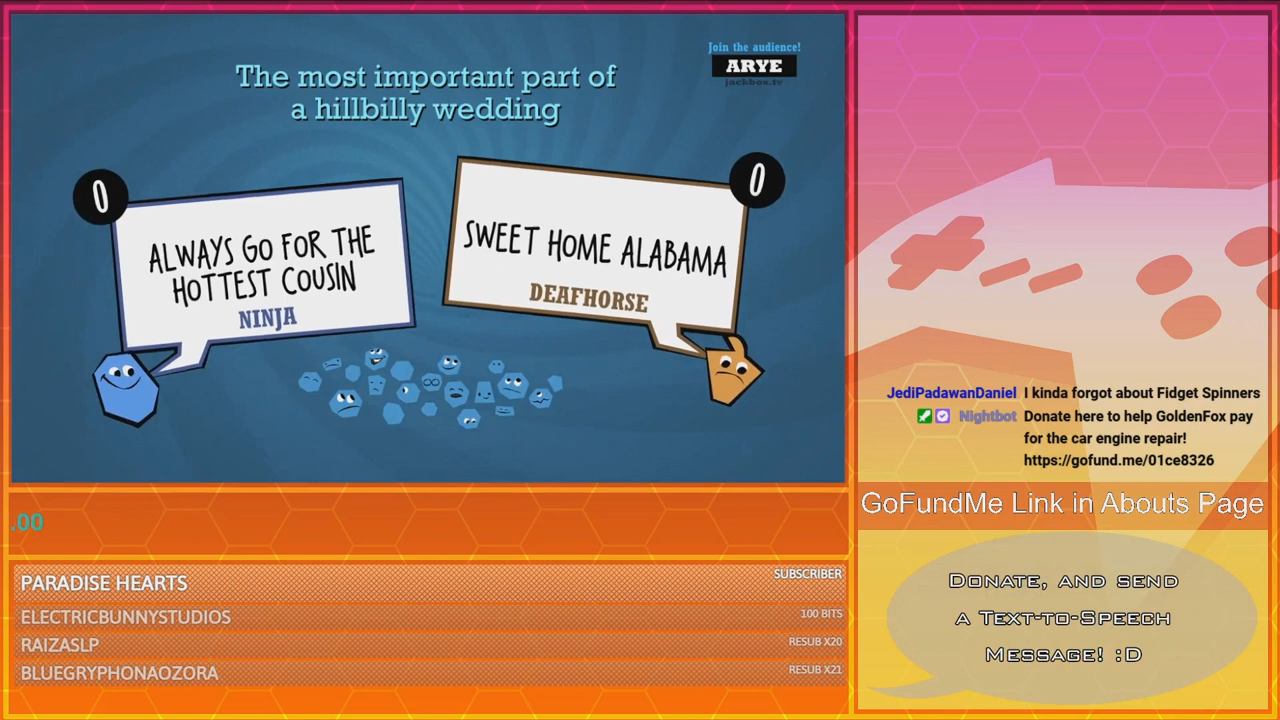 Join the audience!
ARYE
jackbox.tv
The most important part of
a hillbilly wedding
0
0
ALWAYS GO FOR THE
HOTTEST COUSIN
NINJA
SWEET HOME ALABAMA
DEAFHORSE
JediPadawanDaniel I kinda forgot about Fidget Spinners
Nightbot Donate here to help GoldenFox pay
for the car engine repair!
https://gofund.me/01ce8326
GoFundMe Link in Abouts Page
.00
PARADISE HEARTS SUBSCRIBER
ELECTRICBUNNYSTUDIOS 100 BITS
RAIZASLP RESUB X20
BLUEGRYPHONAOZORA RESUB X21
Donate, and send
a Text-to-Speech
Message! :D